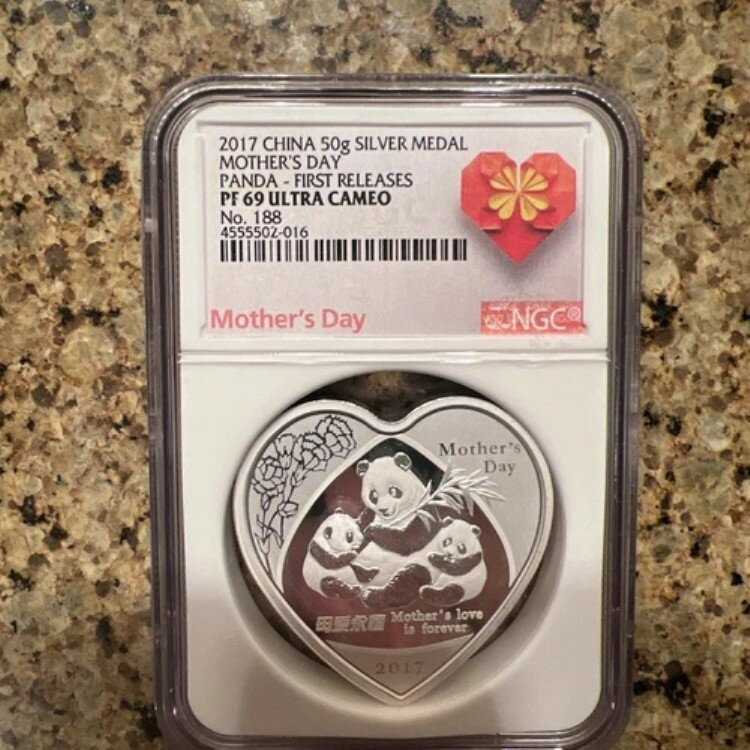 2017 CHINA 50g SILVER MEDAL
MOTHER'S DAY
PANDA - FIRST RELEASES
PF 69 ULTRA CAMEO
No. 188
4555502-016
Mother's Day
NGC®
Mother's
Day
Mother's love
is forever
2017